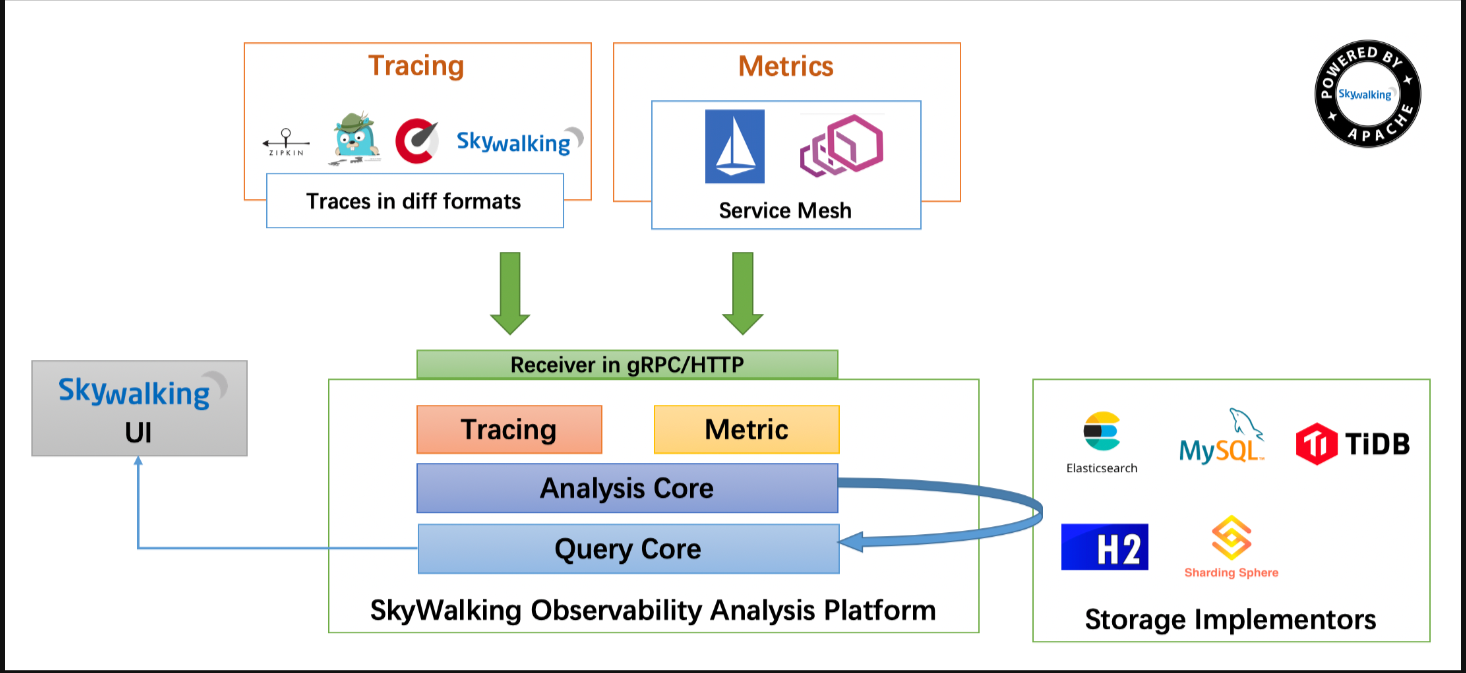 Tracing
ZIPKIN
Skywalking
Traces in diff formats
Metrics
Service Mesh
POWERED BY
Skywalking
APACHE
Receiver in gRPC/HTTP
Tracing
Metric
Analysis Core
Query Core
SkyWalking Observability Analysis Platform
Skywalking
UI
Elasticsearch
MySQL™
TiDB
H2
Sharding Sphere
Storage Implementors